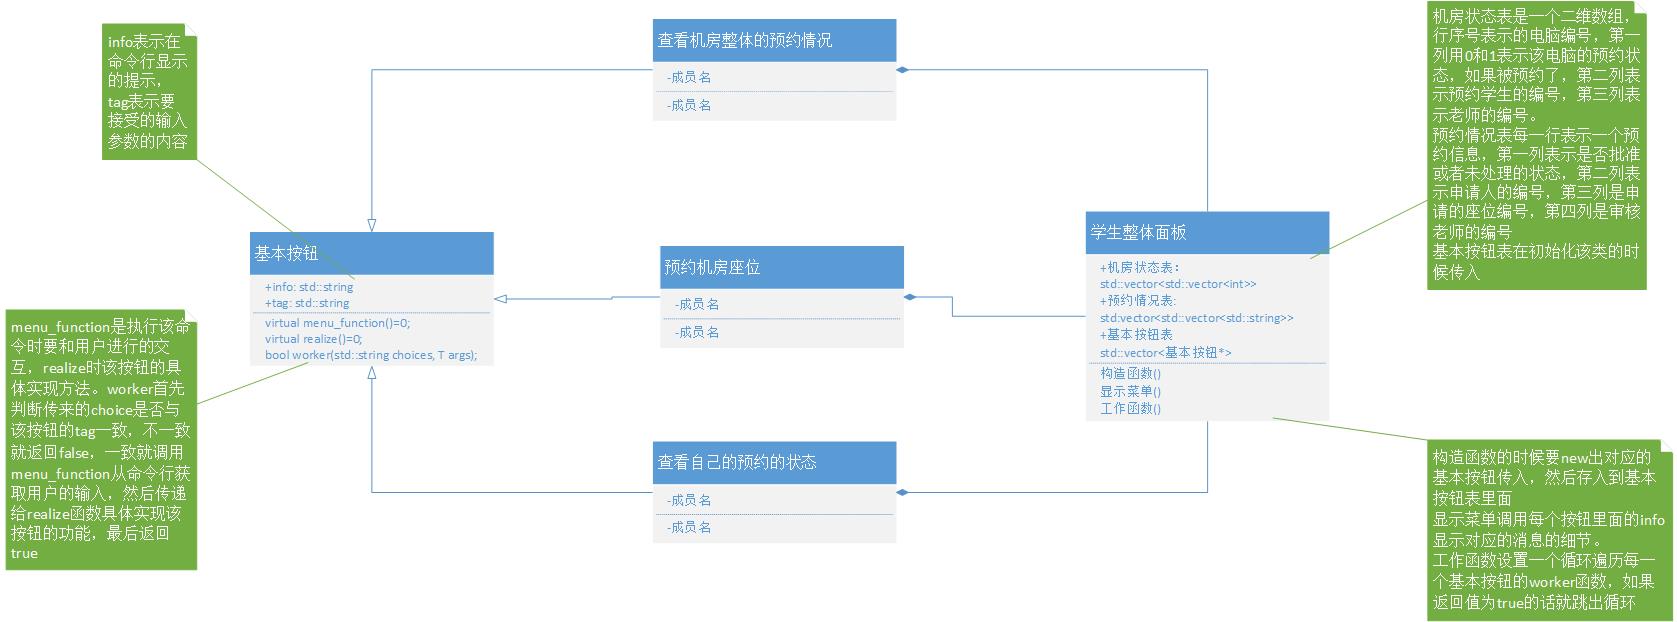 info表示在
命令行显示
的提示，
tag表示要
接受的输入
参数的内容
查看机房整体的预约情况
-成员名
-成员名
机房状态表是一个二维数组，
行序号表示的电脑编号，第一
列用0和1表示该电脑的预约状
态，如果被预约了，第二列表
示预约学生的编号，第三列表
示老师的编号。
预约情况表每一行表示一个预
约信息，第一列表示是否批准
或者未处理的状态，第二列表
示申请人的编号，第三列是申
请的座位编号，第四列是审核
老师的编号
基本按钮表在初始化该类的时
候传入
基本按钮
+info: std::string
+tag: std::string
virtual menu_function()=0;
virtual realize()=0;
bool worker(std::string choices, T args);
预约机房座位
-成员名
-成员名
学生整体面板
+机房状态表：
std::vector<std::vector<int>>
+预约情况表:
std:vector<std::vector<std::string>>
+基本按钮表
std::vector<基本按钮*>
构造函数()
显示菜单()
工作函数()
menu_function是执行该命
令时要和用户进行的交
互，realize时该按钮的具
体实现方法。worker首先
判断传来的choice是否与
该按钮的tag一致，不一致
就返回false，一致就调用
menu_function从命令行获
取用户的输入，然后传递
给realize函数具体实现该
按钮的功能，最后返回
true
查看自己的预约的状态
-成员名
-成员名
构造函数的时候要new出对应的
基本按钮传入，然后存入到基本
按钮表里面
显示菜单调用每个按钮里面的info
显示对应的消息的细节。
工作函数设置一个循环遍历每一
个基本按钮的worker函数，如果
返回值为true的话就跳出循环